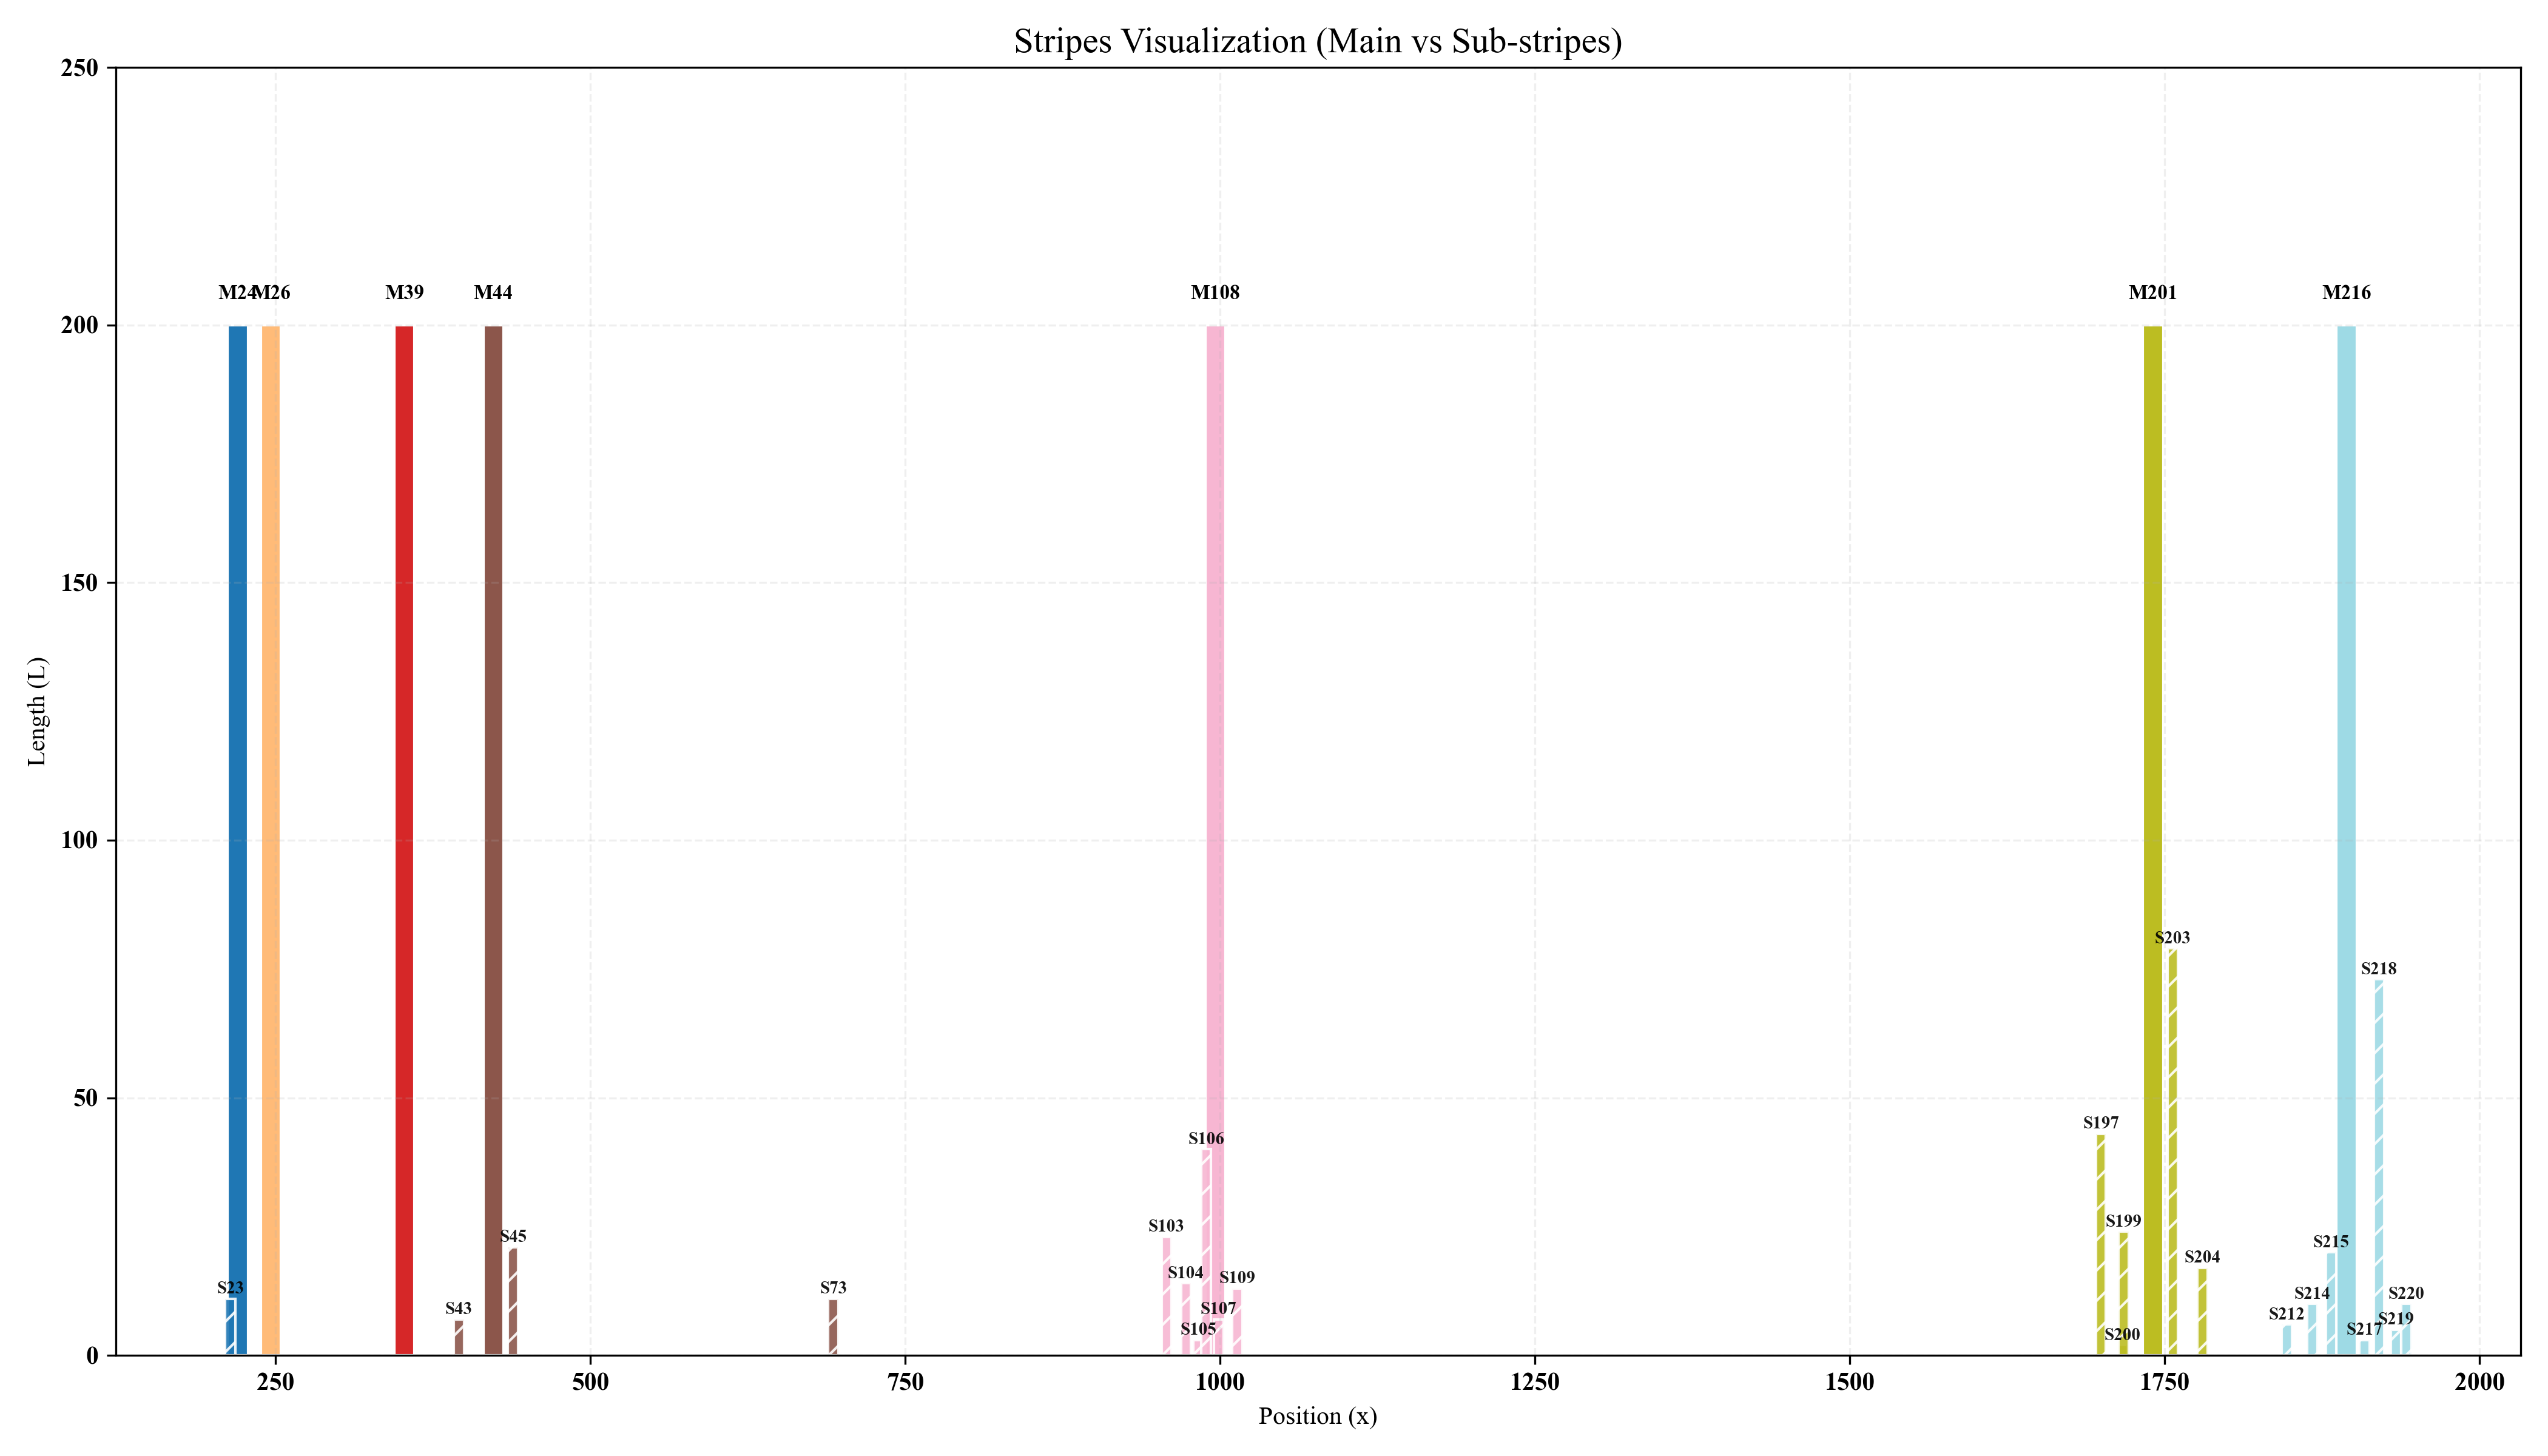 Stripes Visualization (Main vs Sub-stripes)
250
200
150
100
50
0
Length (L)
M24
M26
M39
M44
M108
M201
M216
S23
S43
S45
S73
S103
S104
S105
S106
S107
S109
S197
S199
S200
S203
S204
S212
S214
S215
S217
S218
S219
S220
250
500
750
1000
1250
1500
1750
2000
Position (x)